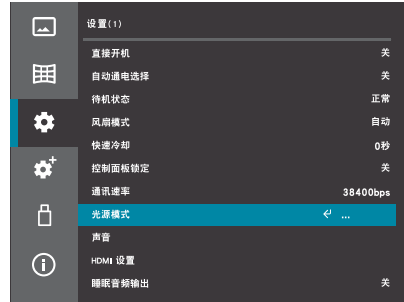 设置(1)
直接开机 关
自动通电选择 关
待机状态 正常
风扇模式 自动
快速冷却 0秒
控制面板锁定 关
通讯速率 38400bps
光源模式 ...
声音
HDMI 设置
睡眠音频输出 关